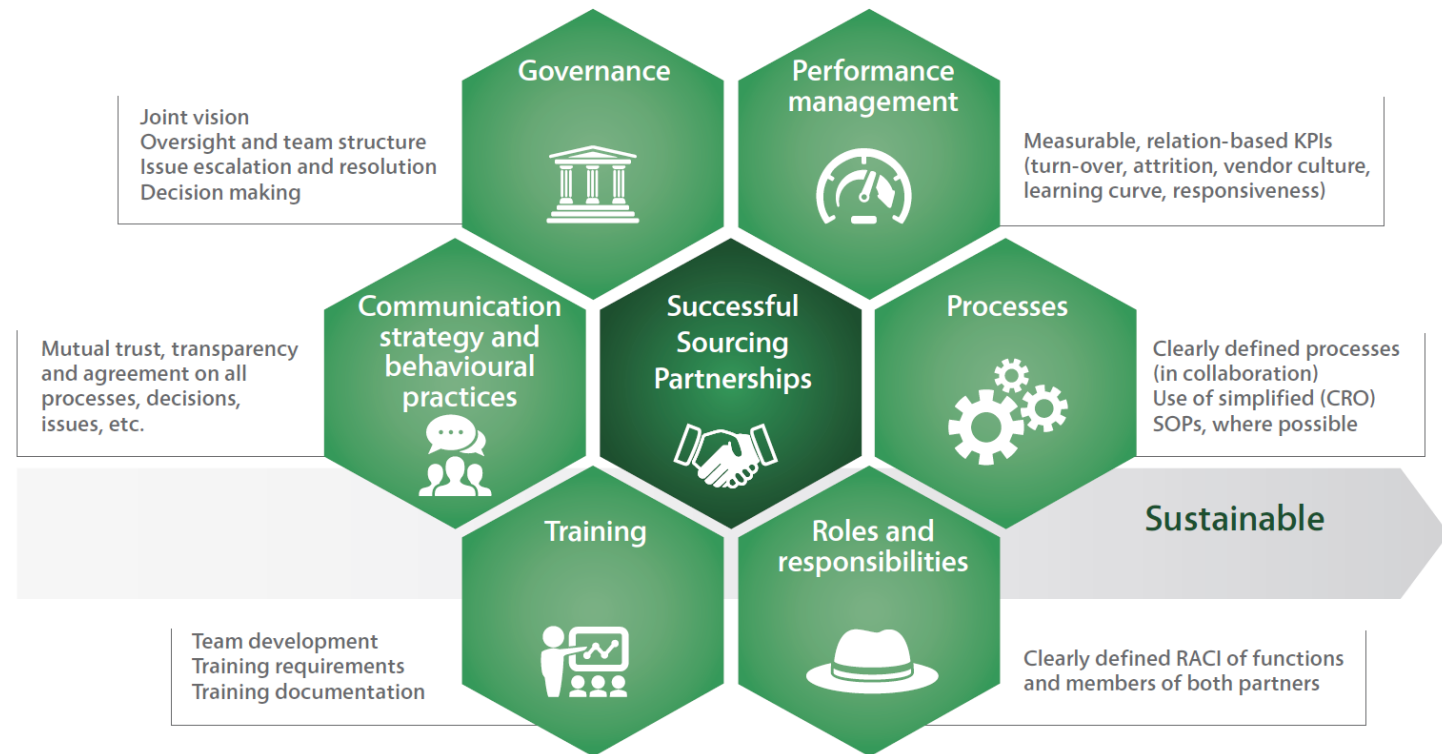 Governance
Joint vision
Oversight and team structure
Issue escalation and resolution
Decision making
Performance
management
Measurable, relation-based KPIs
(turn-over, attrition, vendor culture,
learning curve, responsiveness)
Communication
strategy and
behavioural
practices
Mutual trust, transparency
and agreement on all
processes, decisions,
issues, etc.
Successful
Sourcing
Partnerships
Processes
Clearly defined processes
(in collaboration)
Use of simplified (CRO)
SOPs, where possible
Sustainable
Training
Team development
Training requirements
Training documentation
Roles and
responsibilities
Clearly defined RACI of functions
and members of both partners